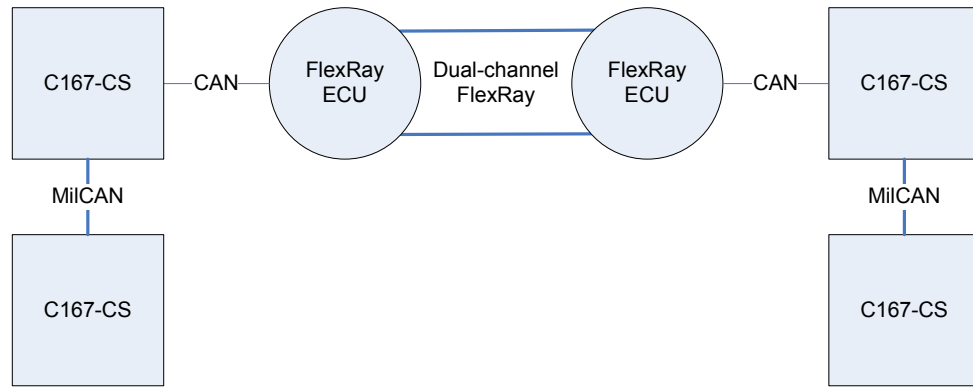 C167-CS
CAN
FlexRay
ECU
Dual-channel
FlexRay
FlexRay
ECU
CAN
C167-CS
MilCAN
MilCAN
C167-CS
C167-CS